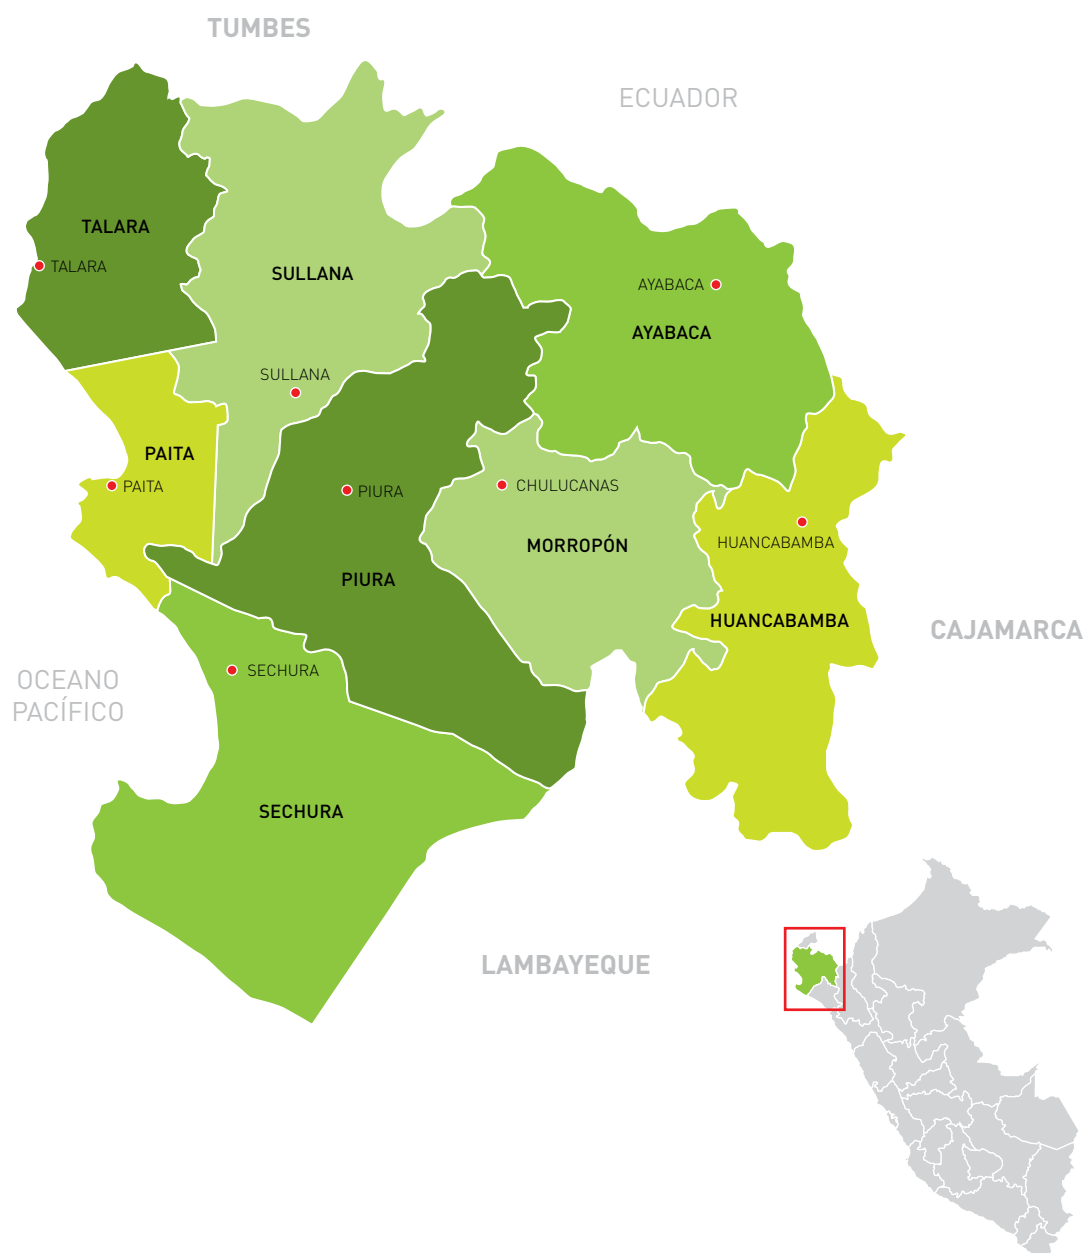 TUMBES
ECUADOR
TALARA
TALARA
SULLANA
AYABACA
AYABACA
SULLANA
PAITA
PAITA
PIURA
CHULUCANAS
HUANCABAMBA
MORROPÓN
PIURA
HUANCABAMBA
CAJAMARCA
SECHURA
OCEANO
PACÍFICO
SECHURA
LAMBAYEQUE